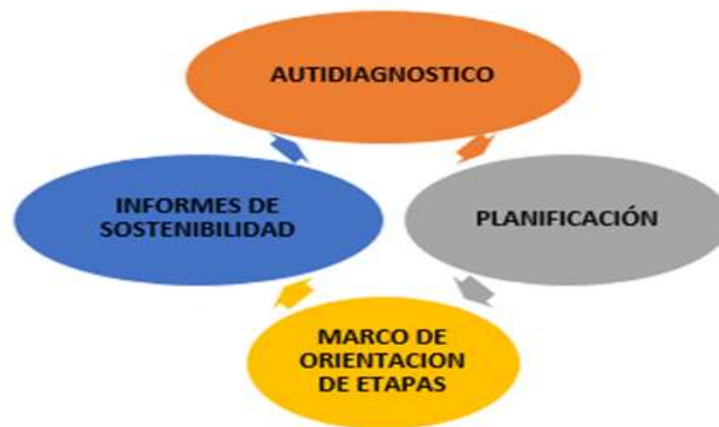 AUTIDIAGNOSTICO
INFORMES DE
SOSTENIBILIDAD
PLANIFICACIÓN
MARCO DE
ORIENTACION
DE ETAPAS